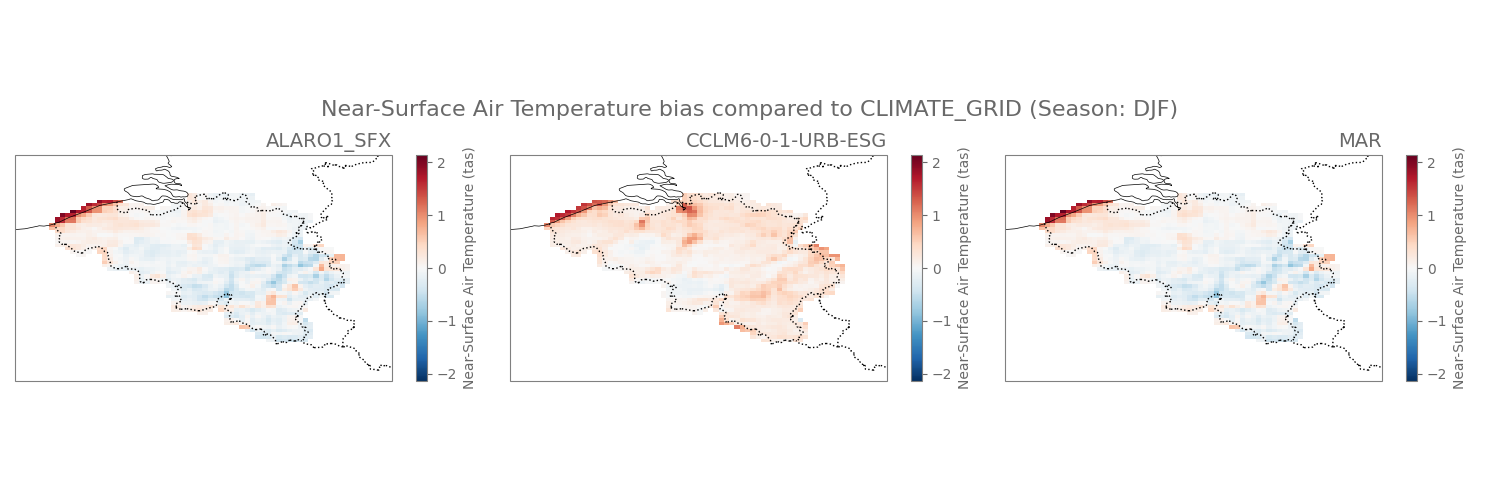 Near-Surface Air Temperature bias compared to CLIMATE_GRID (Season: DJF)
ALARO1_SFX
2
1
0
−1
−2
Near-Surface Air Temperature (tas)
CCLM6-0-1-URB-ESG
2
1
0
−1
−2
Near-Surface Air Temperature (tas)
MAR
2
1
0
−1
−2
Near-Surface Air Temperature (tas)